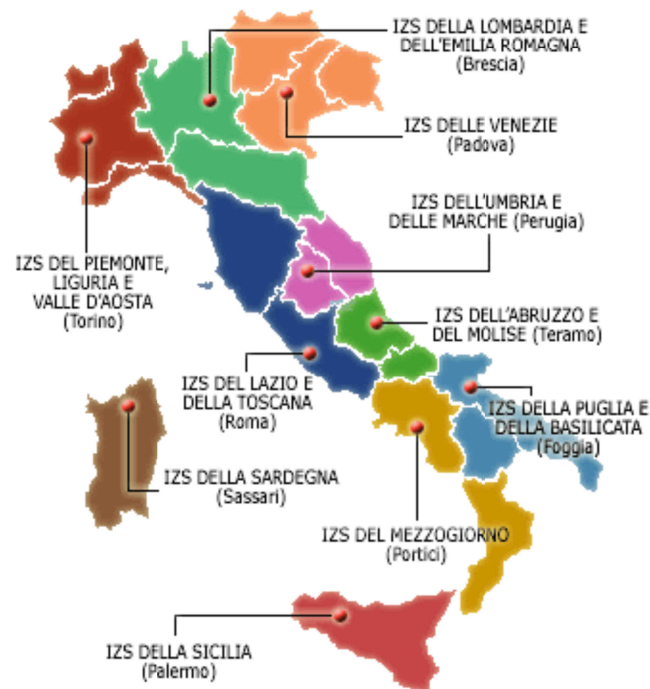 IZS DELLA LOMBARDIA E
DELL'EMILIA ROMAGNA
(Brescia)
IZS DELLE VENEZIE
(Padova)
IZS DELL'UMBRIA E
DELLE MARCHE (Perugia)
IZS DEL PIEMONTE,
LIGURIA E
VALLE D'AOSTA
(Torino)
IZS DELL'ABRUZZO E
DEL MOLISE (Teramo)
IZS DEL LAZIO E
DELLA TOSCANA
(Roma)
IZS DELLA PUGLIA E
DELLA BASILICATA
(Foggia)
IZS DELLA SARDEGNA
(Sassari)
IZS DEL MEZZOGIORNO
(Portici)
IZS DELLA SICILIA
(Palermo)